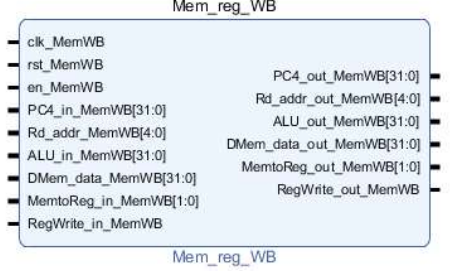 Mem_reg_WB
clk_MemWB
rst_MemWB
en_MemWB
PC4_in_MemWB[31:0]
Rd_addr_MemWB[4:0]
ALU_in_MemWB[31:0]
DMem_data_MemWB[31:0]
MemtoReg_in_MemWB[1:0]
RegWrite_in_MemWB
PC4_out_MemWB[31:0]
Rd_addr_out_MemWB[4:0]
ALU_out_MemWB[31:0]
DMem_data_out_MemWB[31:0]
MemtoReg_out_MemWB[1:0]
RegWrite_out_MemWB
Mem_reg_WB